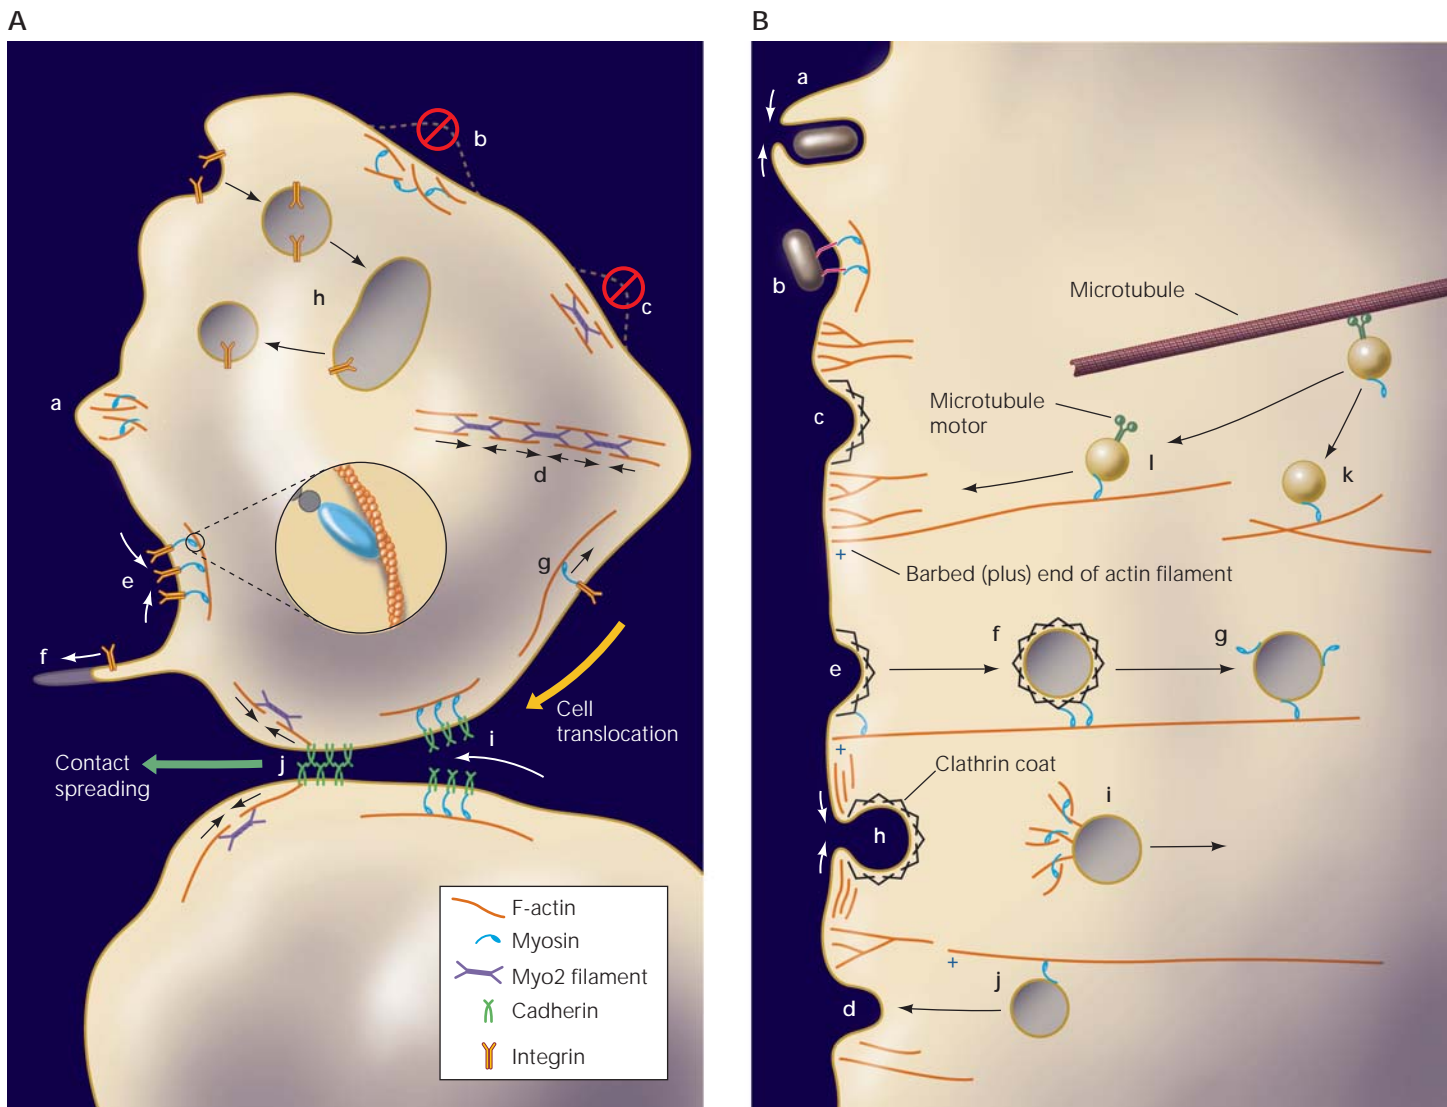 A
b
c
h
a
d
e
g
f
Cell
translocation
i
j
Contact
spreading
F-actin
Myosin
Myo2 filament
Cadherin
Integrin
B
a
b
Microtubule
Microtubule
motor
c
l
k
+
Barbed (plus) end of actin filament
e
f
g
+
Clathrin coat
h
i
+
j
d